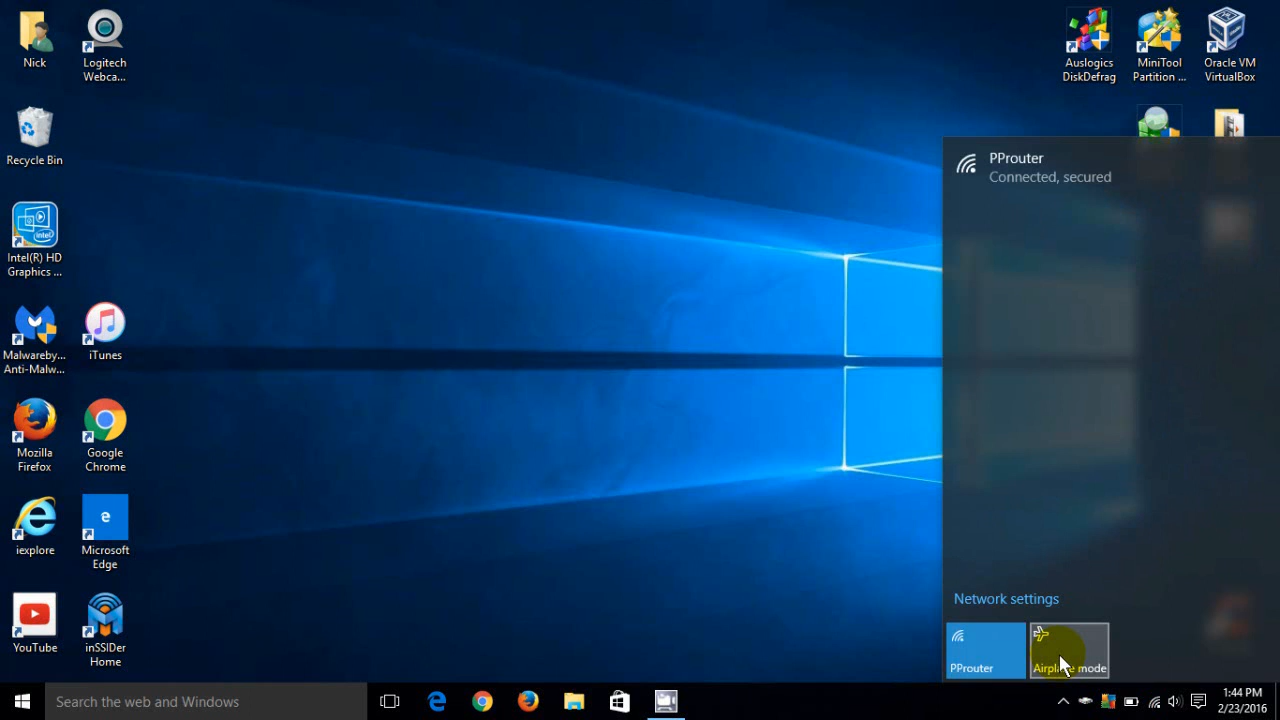 Nick
Logitech
Webca...
Recycle Bin
intel
Intel(R) HD
Graphics ...
Malwareby...
Anti-Malw...
iTunes
Mozilla
Firefox
Google
Chrome
iexplore
e
Microsoft
Edge
YouTube
inSSIDer
Home
Auslogics
DiskDefrag
MiniTool
Partition ...
Oracle VM
VirtualBox
PProuter
Connected, secured
Network settings
PProuter
Airplane mode
Search the web and Windows
1:44 PM
2/23/2016